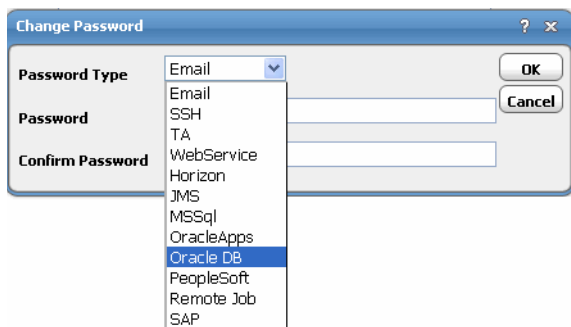 Change Password ? x
Password Type Email OK
Email Cancel
SSH
Password
TA
WebService
Confirm Password
Horizon
JMS
MSSql
OracleApps
Oracle DB
PeopleSoft
Remote Job
SAP